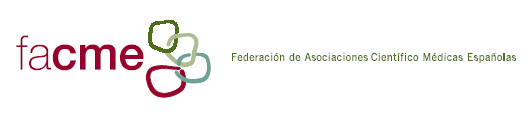 facme
Federación de Asociaciones Científico Médicas Españolas